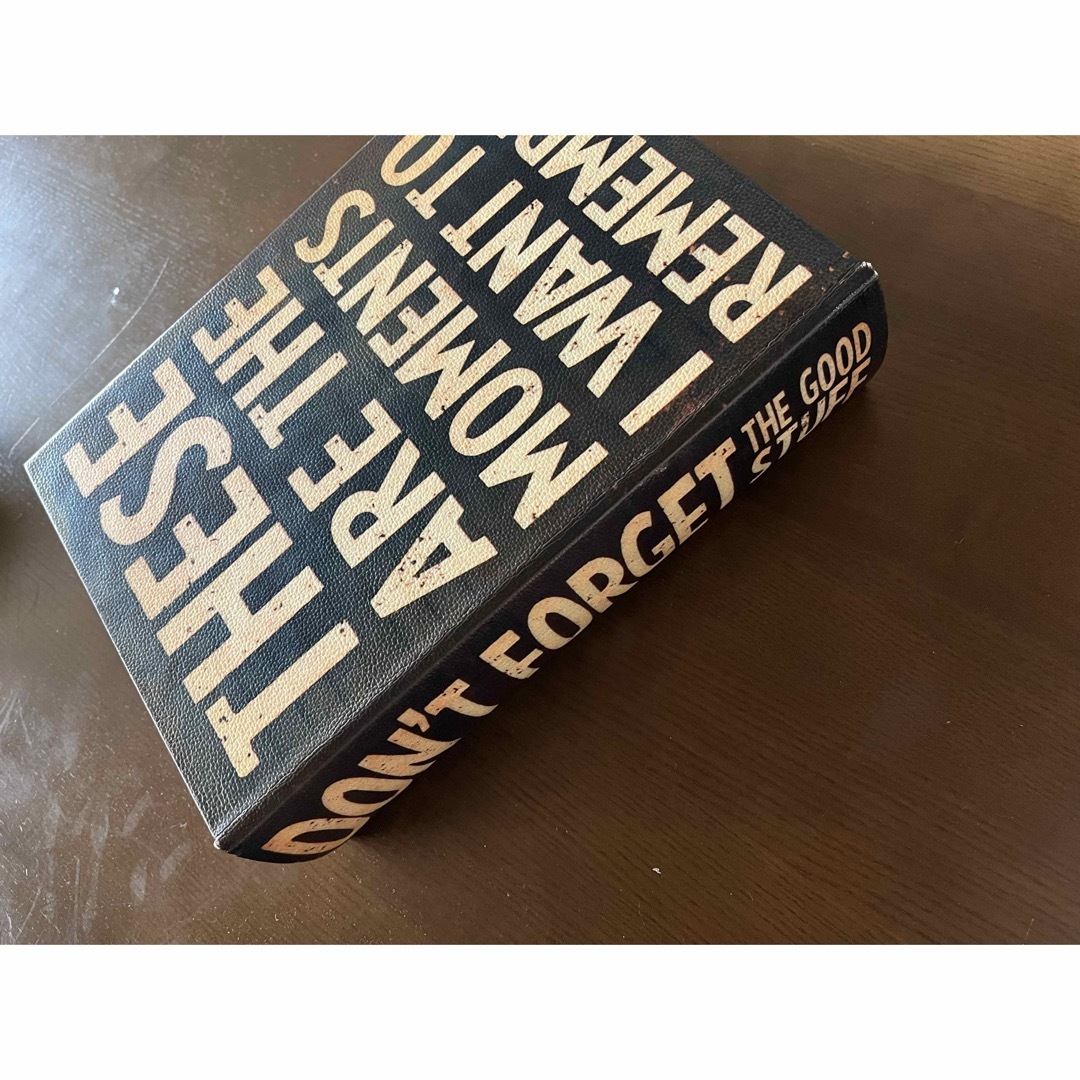 THESE
ARE THE
MOMENTS
I WANT TO
REMEMB
DON'T FORGET
THE GOOD
STUFF